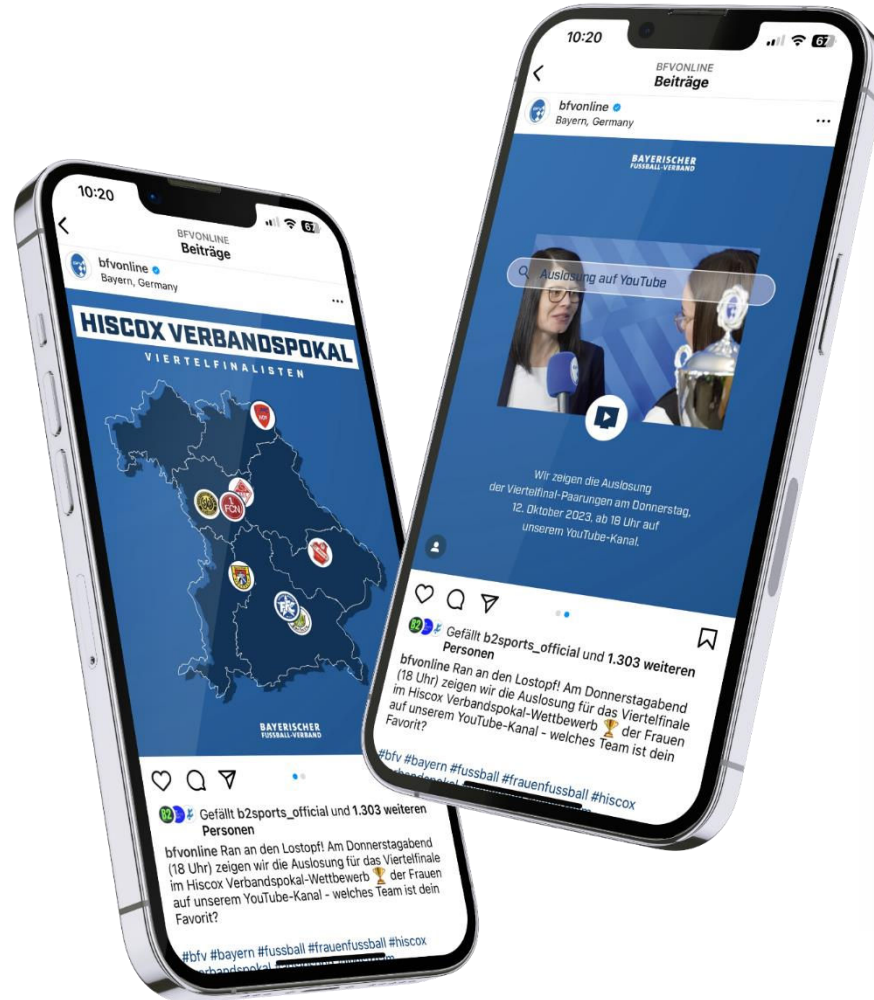 10:20
67
BFVONLINE
Beiträge
bfvonline
Bayern, Germany
HISCOX VERBANDSPOKAL
VIERTELFINALISTEN
FCN
BAYERISCHER
FUSSBALL-VERBAND
Gefällt b2sports_official und 1.303 weiteren
Personen
bfvonline Ran an den Lostopf! Am Donnerstagabend
(18 Uhr) zeigen wir die Auslosung für das Viertelfinale
im Hiscox Verbandspokal-Wettbewerb 🏆 der Frauen
auf unserem YouTube-Kanal - welches Team ist dein
Favorit?
#bfv #bayern #fussball #frauenfussball #hiscox
10:20
67
BFVONLINE
Beiträge
bfvonline
Bayern, Germany
BAYERISCHER
FUSSBALL-VERBAND
Auslosung auf YouTube
Wir zeigen die Auslosung
der Viertelfinal-Paarungen am Donnerstag,
12. Oktober 2023, ab 18 Uhr auf
unserem YouTube-Kanal.
Gefällt b2sports_official und 1.303 weiteren
Personen
bfvonline Ran an den Lostopf! Am Donnerstagabend
(18 Uhr) zeigen wir die Auslosung für das Viertelfinale
im Hiscox Verbandspokal-Wettbewerb 🏆 der Frauen
auf unserem YouTube-Kanal - welches Team ist dein
Favorit?
#bfv #bayern #fussball #frauenfussball #hiscox